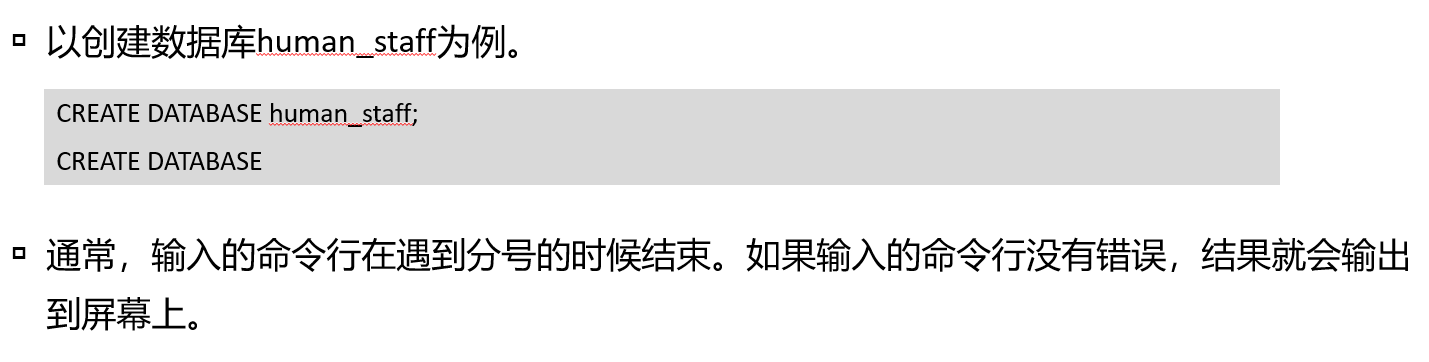 以创建数据库human_staff为例。
CREATE DATABASE human_staff;
CREATE DATABASE
通常，输入的命令行在遇到分号的时候结束。如果输入的命令行没有错误，结果就会输出
到屏幕上。